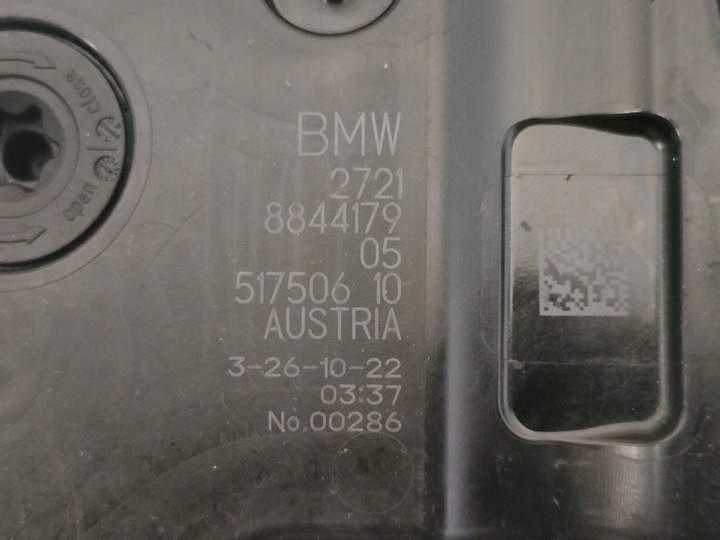 close
open
BMW
2721
8844179
05
517506 10
AUSTRIA
3-26-10-22
03:37
No.00286